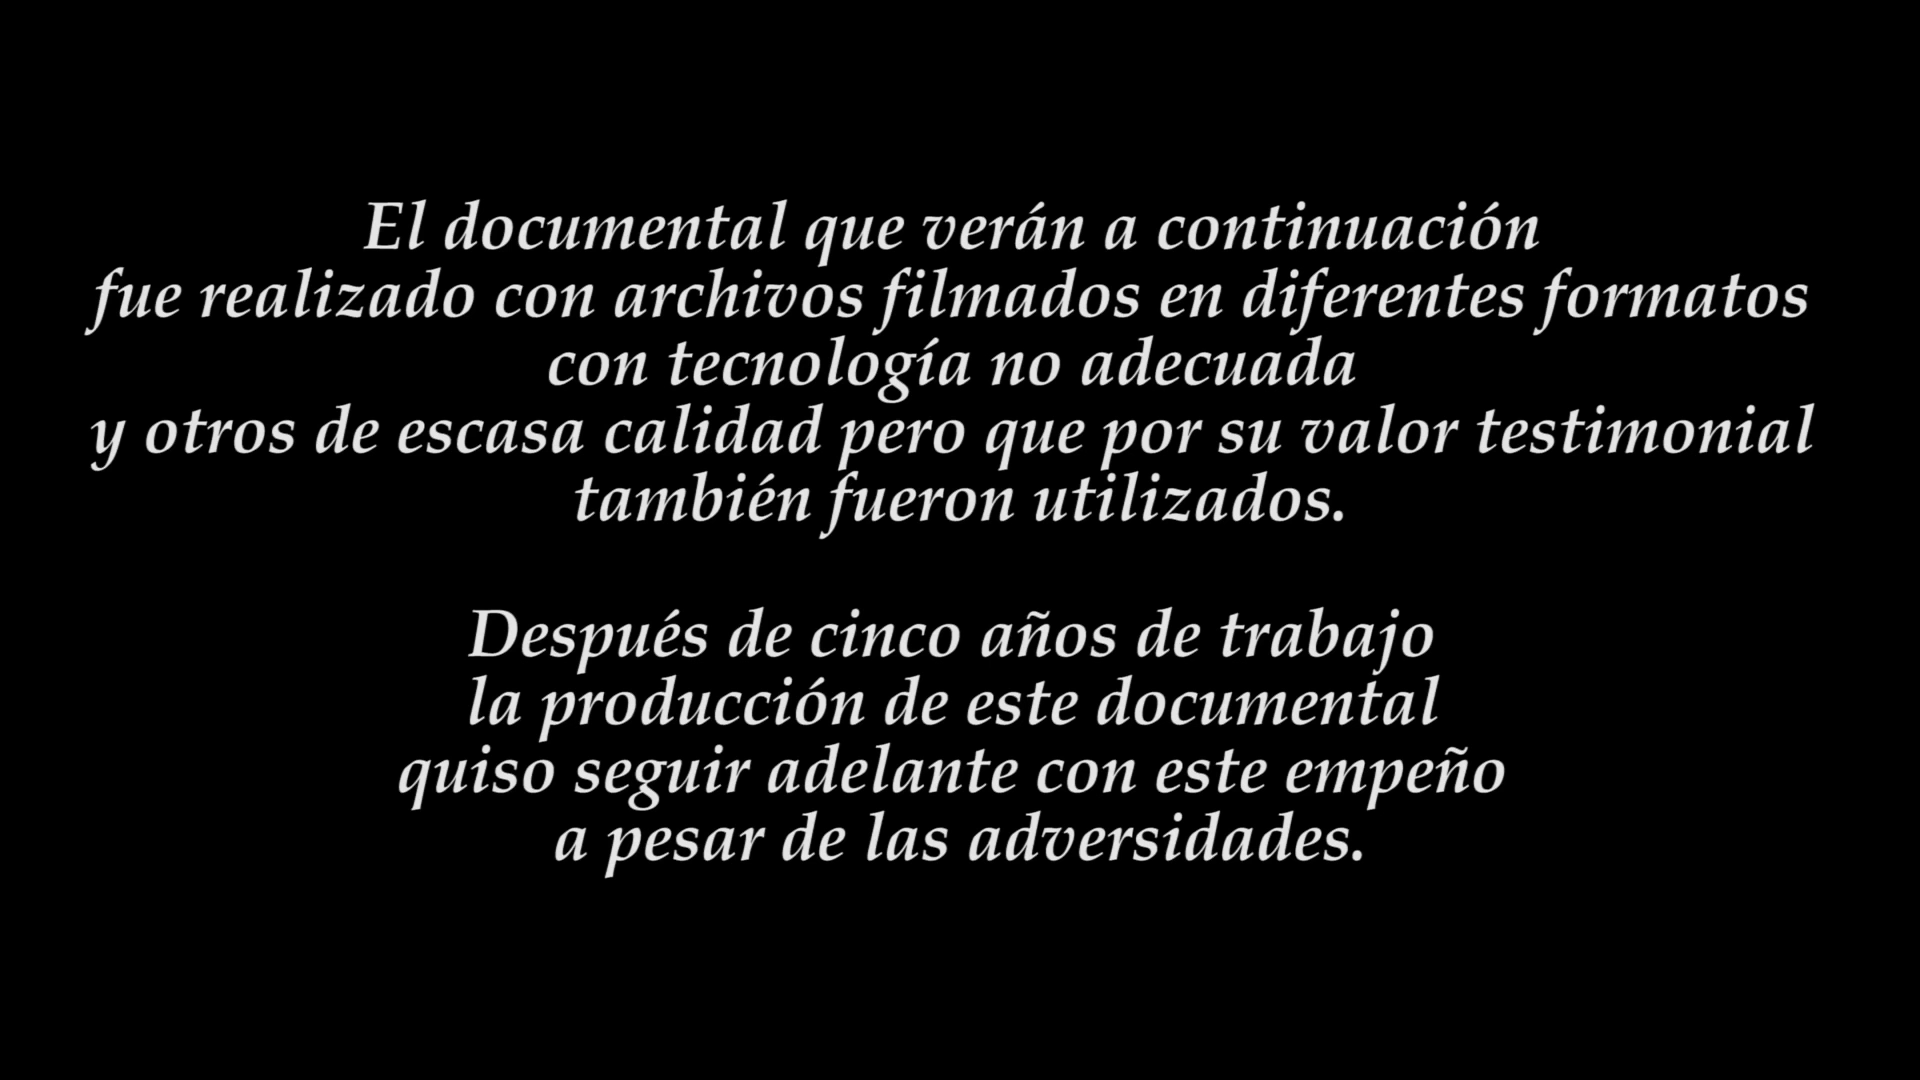 El documental que verán a continuación
fue realizado con archivos filmados en diferentes formatos
con tecnología no adecuada
y otros de escasa calidad pero que por su valor testimonial
también fueron utilizados.
Después de cinco años de trabajo
la producción de este documental
quiso seguir adelante con este empeño
a pesar de las adversidades.